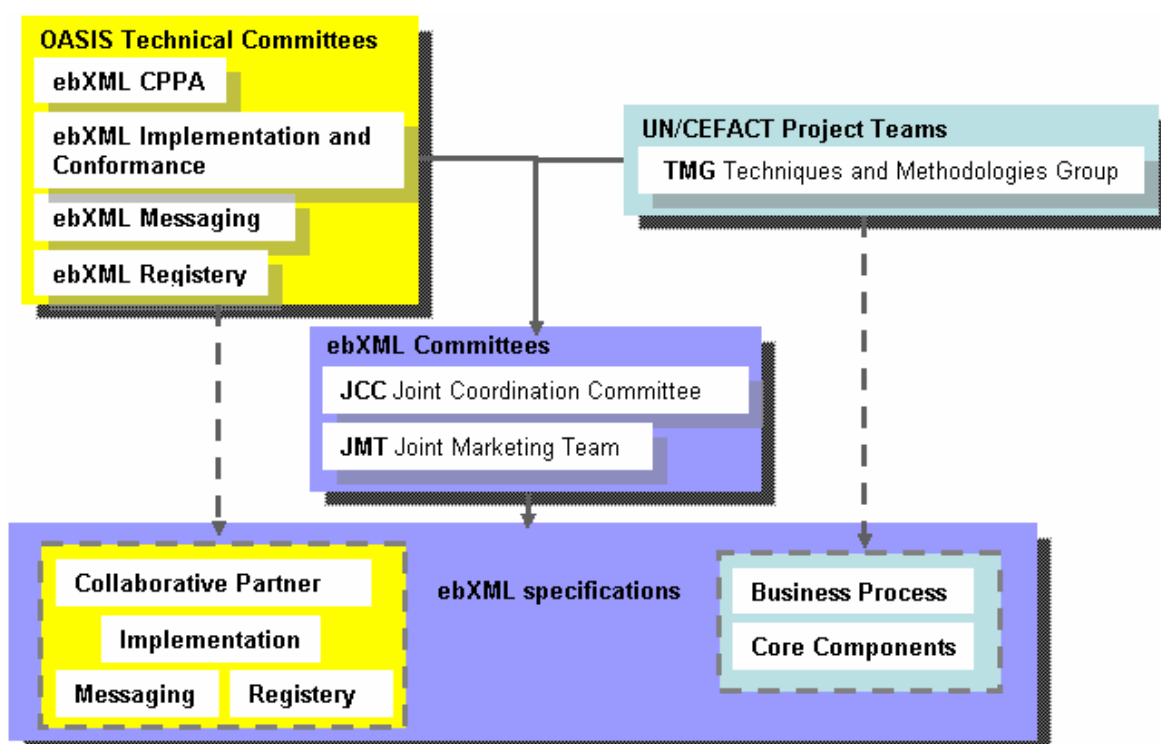 OASIS Technical Committees
ebXML CPPA
ebXML Implementation and
Conformance
ebXML Messaging
ebXML Registery
UN/CEFACT Project Teams
TMG Techniques and Methodologies Group
ebXML Committees
JCC Joint Coordination Committee
JMT Joint Marketing Team
Collaborative Partner
Implementation
Messaging
Registery
ebXML specifications
Business Process
Core Components